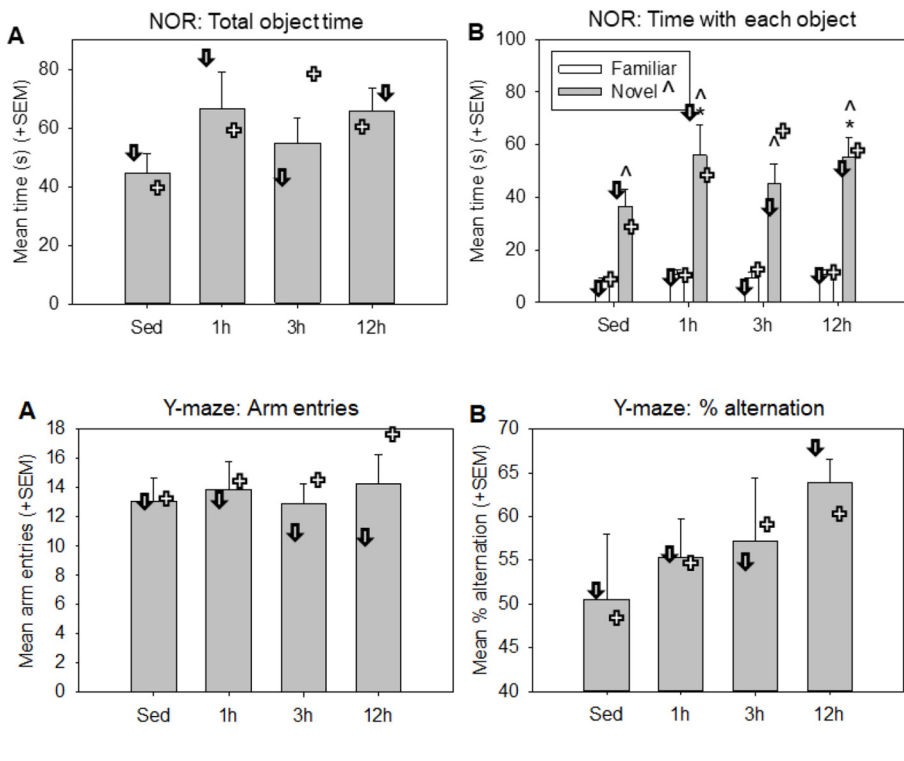 A
NOR: Total object time
Mean time (s) (+SEM)
80
60
40
20
0
Sed 1h 3h 12h
B
NOR: Time with each object
Mean time (s) (+SEM)
100
80
60
40
20
0
Familiar
Novel ^
^
^
*
^
^
*
Sed 1h 3h 12h
A
Y-maze: Arm entries
Mean arm entries (+SEM)
18
16
14
12
10
8
6
4
2
0
Sed 1h 3h 12h
B
Y-maze: % alternation
Mean % alternation (+SEM)
70
65
60
55
50
45
40
Sed 1h 3h 12h